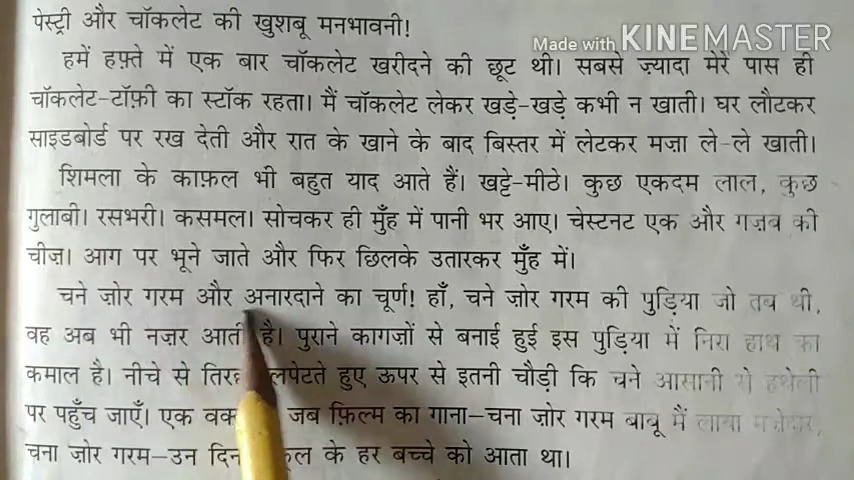 पेस्ट्री और चॉकलेट की खुशबू मनभावनी!
Made with KINEMASTER
हमें हफ़्ते में एक बार चॉकलेट खरीदने की छूट थी। सबसे ज़्यादा मेरे पास ही
चॉकलेट-टॉफ़ी का स्टॉक रहता। मैं चॉकलेट लेकर खड़े-खड़े कभी न खाती। घर लौटकर
साइडबोर्ड पर रख देती और रात के खाने के बाद बिस्तर में लेटकर मज़ा ले-ले खाती।
शिमला के काफ़ल भी बहुत याद आते हैं। खट्टे-मीठे। कुछ एकदम लाल, कुछ
गुलाबी। रसभरी। कसमल। सोचकर ही मुँह में पानी भर आए। चेस्टनट एक और गज़ब की
चीज़। आग पर भूने जाते और फिर छिलके उतारकर मुँह में।
चने ज़ोर गरम और अनारदाने का चूर्ण! हाँ, चने ज़ोर गरम की पुड़िया जो तब थी,
वह अब भी नज़र आती है। पुराने कागज़ों से बनाई हुई इस पुड़िया में निरा हाथ का
कमाल है। नीचे से लपेटते हुए ऊपर से इतनी चौड़ी कि चने आसानी से हथेली
पर पहुँच जाएँ। एक जब फ़िल्म का गाना–चना ज़ोर गरम बाबू मैं लाया मज़ेदार,
चना ज़ोर गरम–उन के हर बच्चे को आता था।